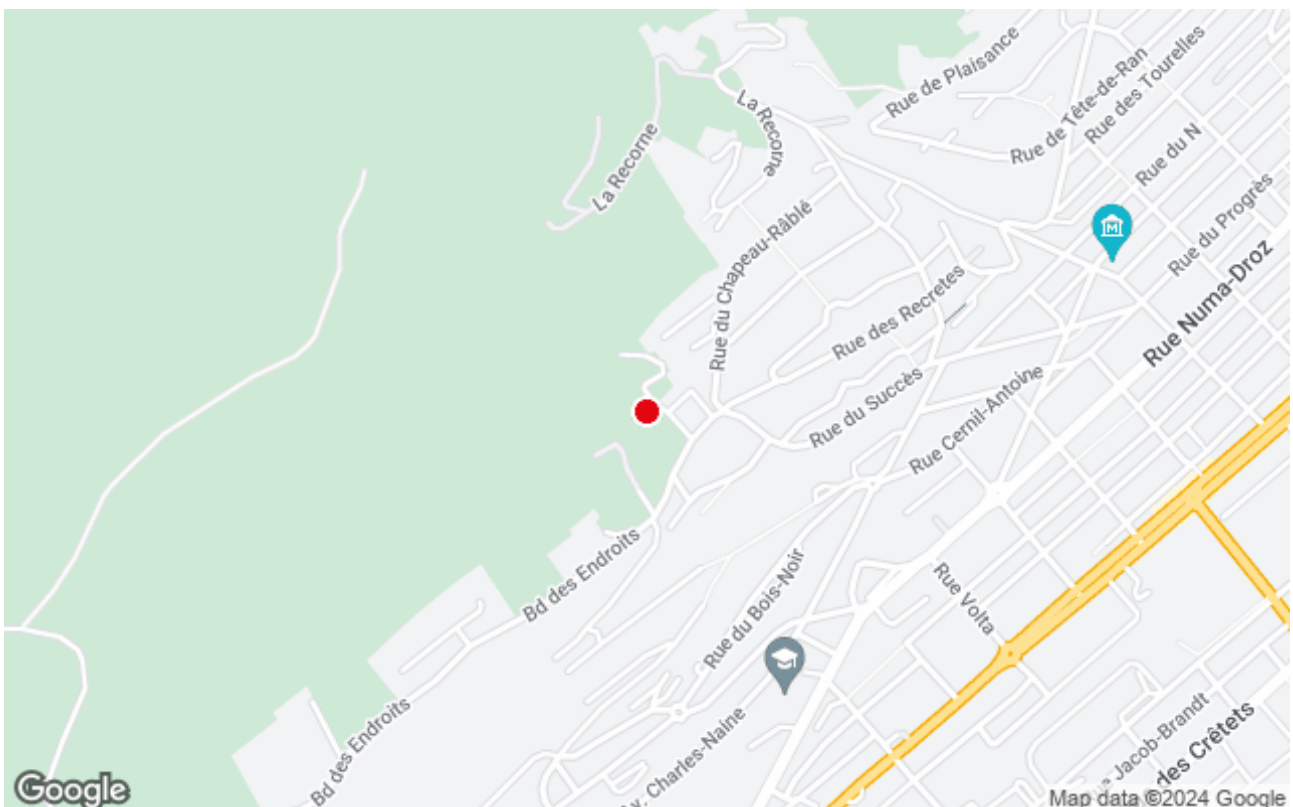 Rue de Plaisance
Rue de Tête-de-Ran
Rue des Tourelles
La Recorne
La Recorne
Rue du N
Rue du Progrès
Rue du Chapeau-Râblé
Rue des Recretes
Rue Numa-Droz
Rue du Succès
Rue Cernil-Antoine
Bd des Endroits
Rue du Bois-Noir
Rue Volta
M
Bd des Endroits
Charles-Naine
Jacob-Brandt
des Crêtets
Google
Map data ©2024 Google